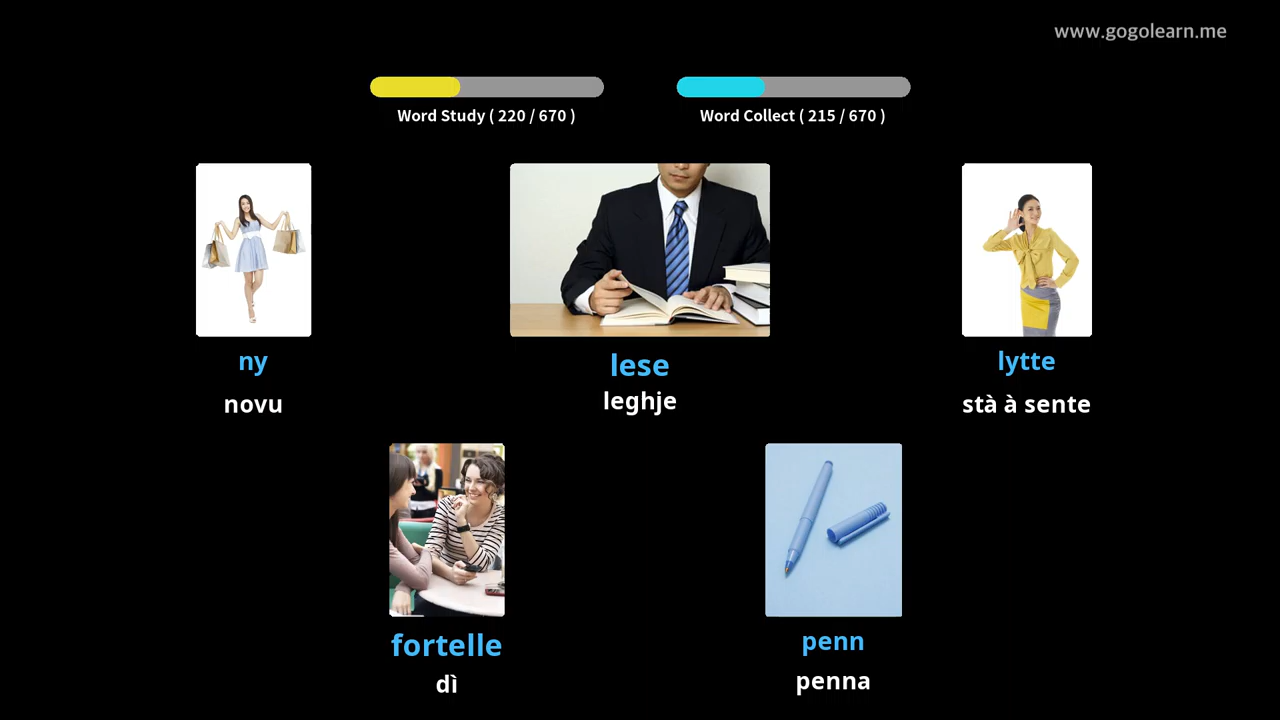 www.gogolearn.me
Word Study ( 220 / 670 )
Word Collect ( 215 / 670 )
ny
novu
lese
leghje
lytte
stà à sente
fortelle
dì
penn
penna